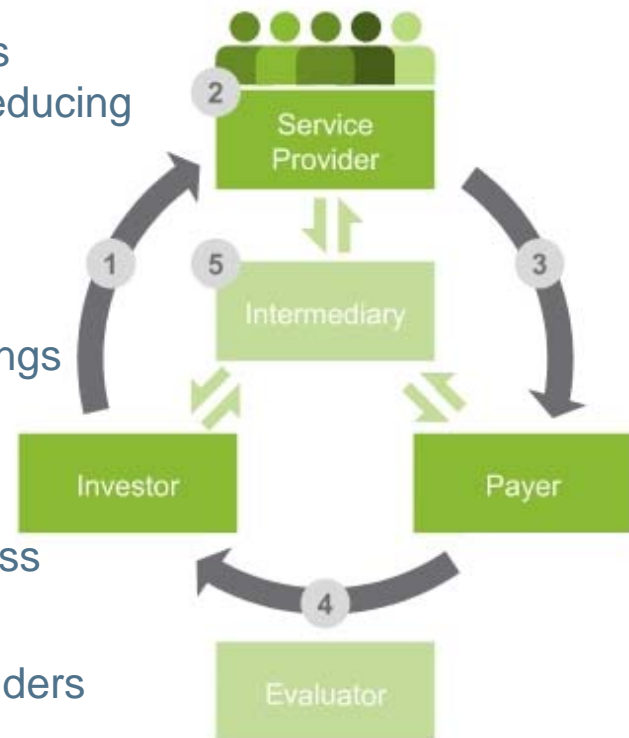 s
educing
2
Service
Provider
1
5
3
Intermediary
ngs
Investor
Payer
ss
4
ders
Evaluator